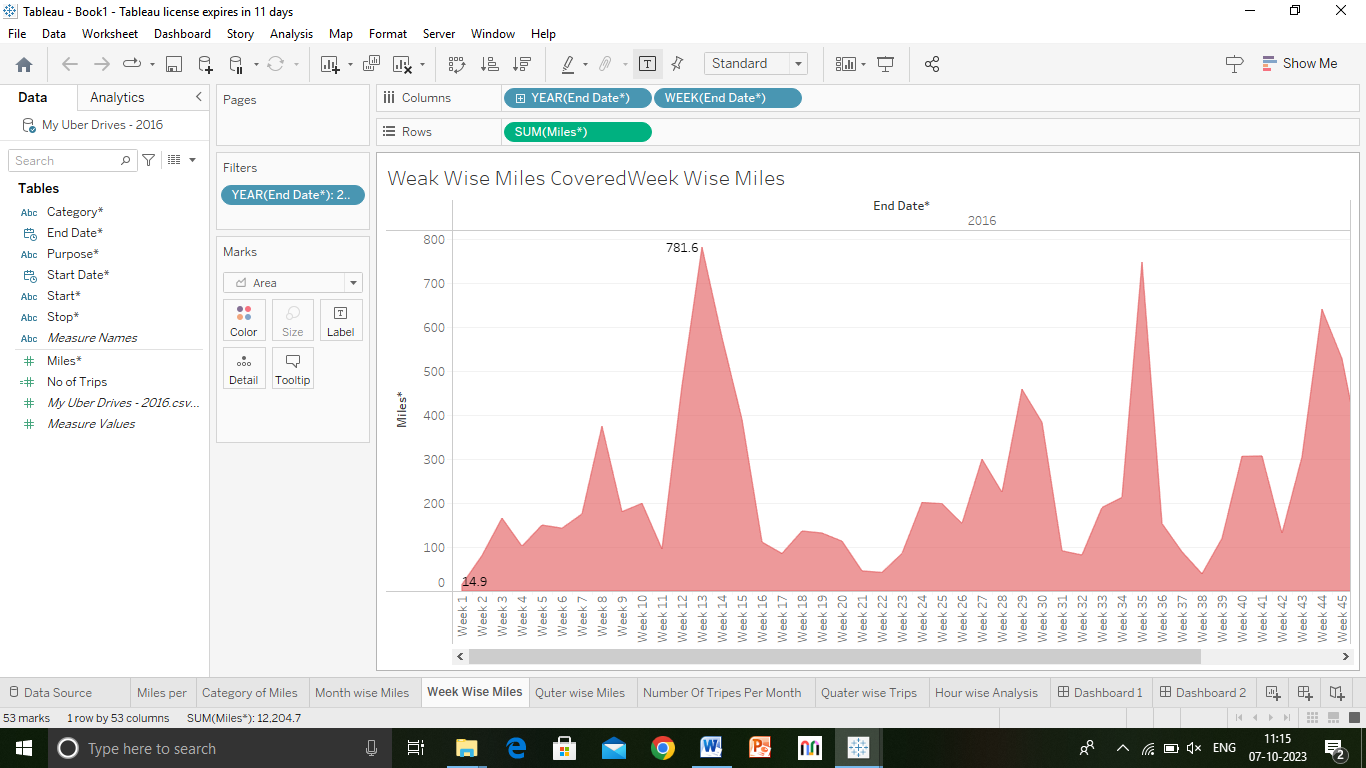 Tableau - Book1 - Tableau license expires in 11 days
File Data Worksheet Dashboard Story Analysis Map Format Server Window Help
Standard
Show Me
Data Analytics
My Uber Drives - 2016
Search
Tables
Abc Category*
End Date*
Abc Purpose*
Start Date*
Abc Start*
Abc Stop*
Abc Measure Names
Miles*
No of Trips
My Uber Drives - 2016.csv...
Measure Values
Pages
Filters
YEAR(End Date*): 2..
Marks
Area
Color Size Label
Detail Tooltip
Columns YEAR(End Date*) WEEK(End Date*)
Rows SUM(Miles*)
Weak Wise Miles CoveredWeek Wise Miles
End Date*
2016
Miles*
800
700
600
500
400
300
200
100
0
781.6
14.9
Week 1
Week 2
Week 3
Week 4
Week 5
Week 6
Week 7
Week 8
Week 9
Week 10
Week 11
Week 12
Week 13
Week 14
Week 15
Week 16
Week 17
Week 18
Week 19
Week 20
Week 21
Week 22
Week 23
Week 24
Week 25
Week 26
Week 27
Week 28
Week 29
Week 30
Week 31
Week 32
Week 33
Week 34
Week 35
Week 36
Week 37
Week 38
Week 39
Week 40
Week 41
Week 42
Week 43
Week 44
Week 45
Data Source Miles per Category of Miles Month wise Miles Week Wise Miles Quter wise Miles Number Of Tripes Per Month Quater wise Trips Hour wise Analysis Dashboard 1 Dashboard 2
53 marks 1 row by 53 columns SUM(Miles*): 12,204.7
Type here to search
ENG
11:15
07-10-2023
2